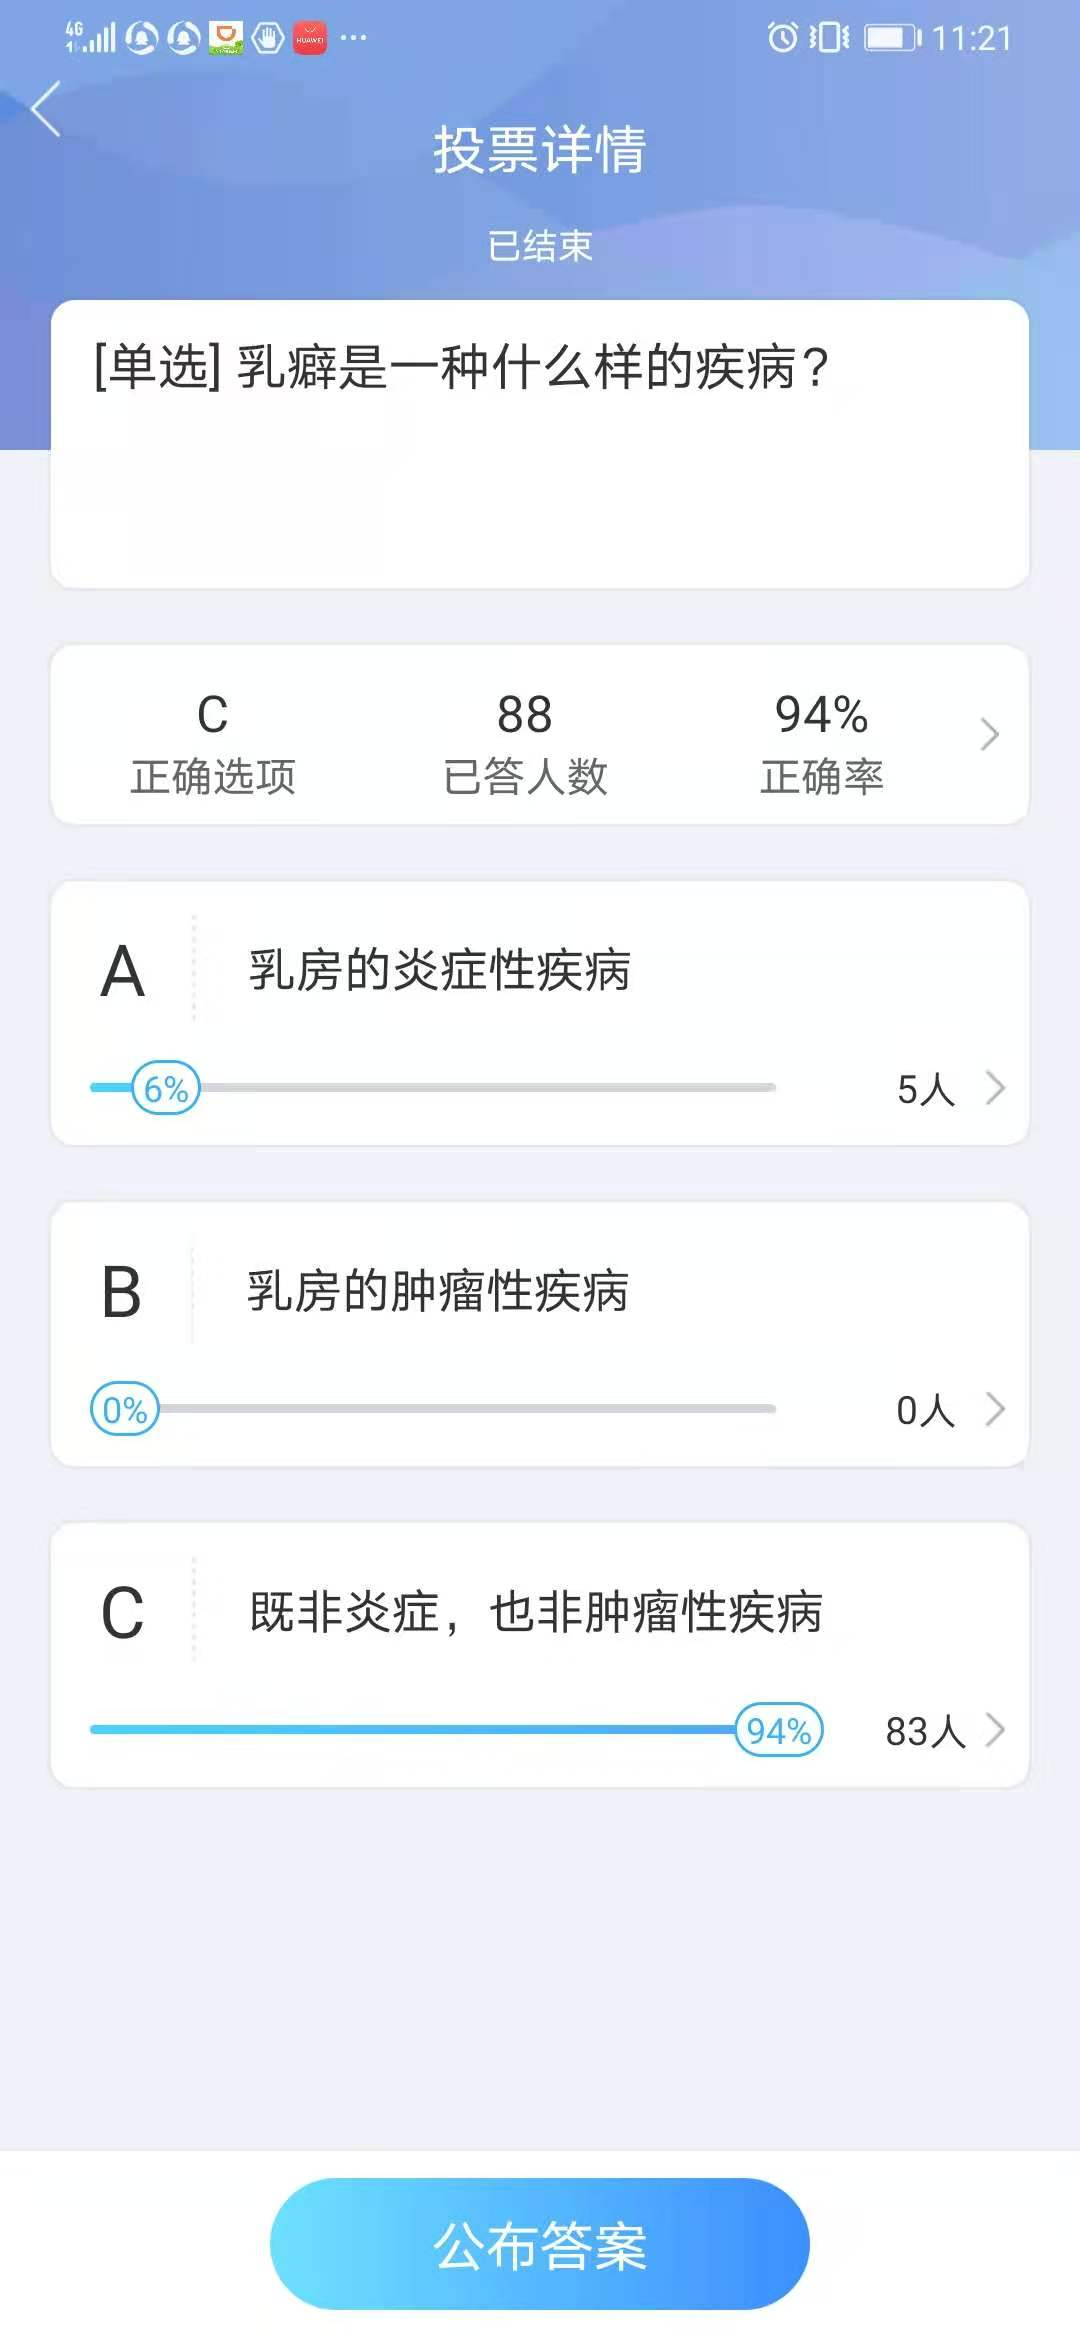 4G
HUAWEI
11:21
投票详情
已结束
[单选] 乳癖是一种什么样的疾病？
C 88 94%
正确选项 已答人数 正确率
A 乳房的炎症性疾病
6% 5人
B 乳房的肿瘤性疾病
0% 0人
C 既非炎症，也非肿瘤性疾病
94% 83人
公布答案